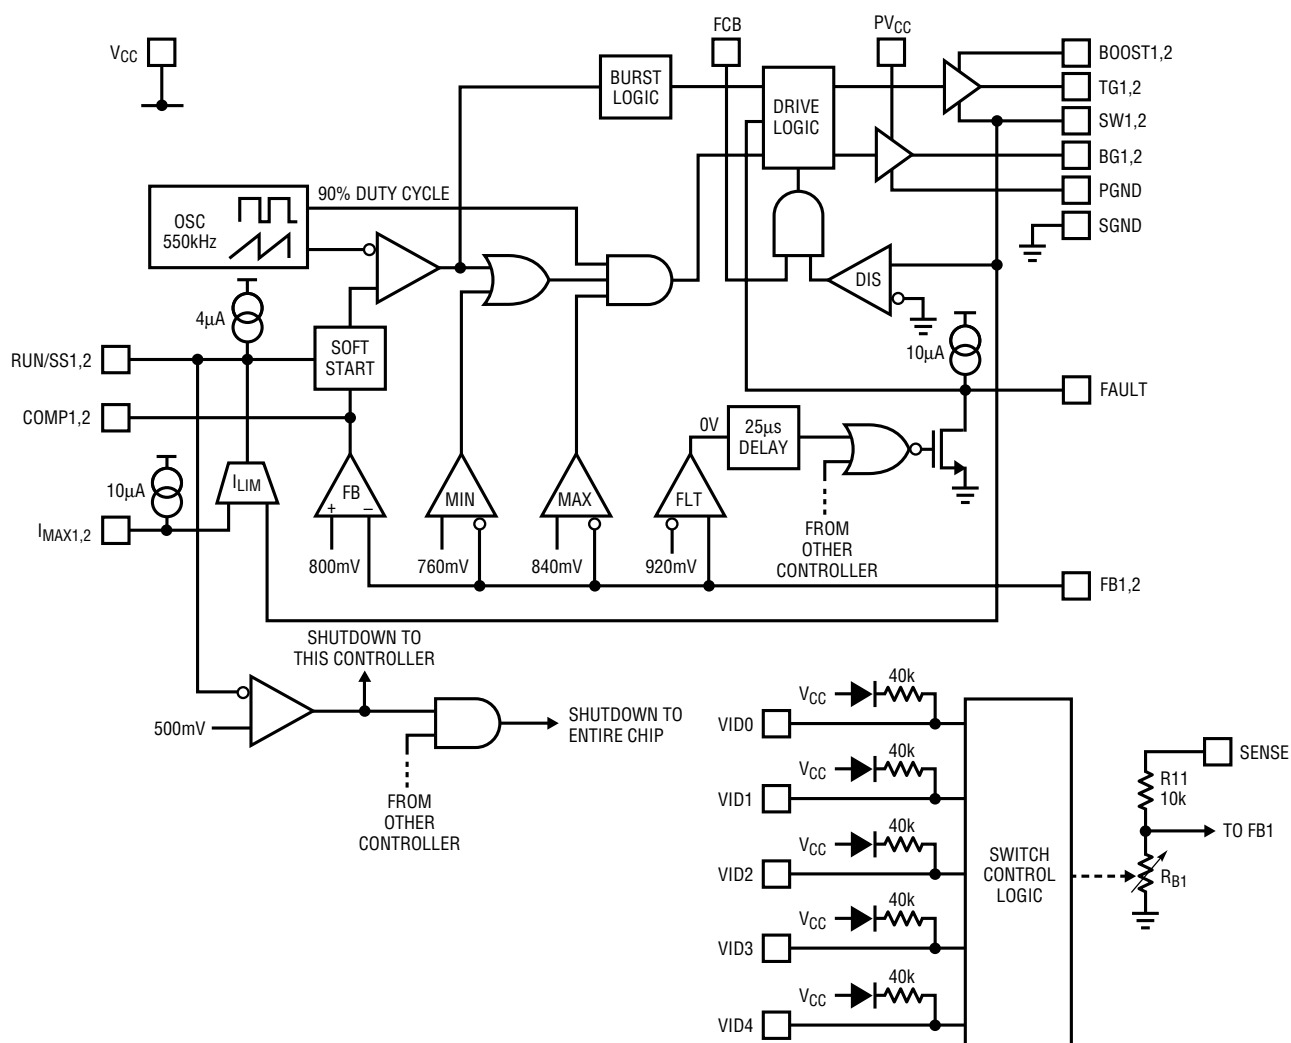 FCB
PVCC
VCC
BOOST1,2
BURST
LOGIC
TG1,2
DRIVE
LOGIC
SW1,2
BG1,2
90% DUTY CYCLE
PGND
OSC
550kHz
SGND
DIS
4µA
10µA
RUN/SS1,2
SOFT
START
FAULT
COMP1,2
0V
25µs
DELAY
10µA
ILIM
FB
+
–
MIN
MAX
FLT
IMAX1,2
FROM
OTHER
CONTROLLER
800mV
760mV
840mV
920mV
FB1,2
SHUTDOWN TO
THIS CONTROLLER
500mV
SHUTDOWN TO
ENTIRE CHIP
FROM
OTHER
CONTROLLER
VCC
40k
VID0
VCC
40k
VID1
VCC
40k
VID2
VCC
40k
VID3
VCC
40k
VID4
SWITCH
CONTROL
LOGIC
SENSE
R11
10k
TO FB1
RB1